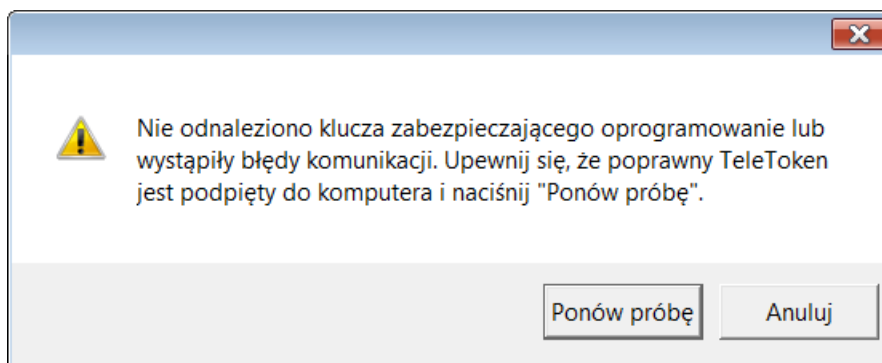 Nie odnaleziono klucza zabezpieczającego oprogramowanie lub
wystąpiły błędy komunikacji. Upewnij się, że poprawny TeleToken
jest podpięty do komputera i naciśnij "Ponów próbę".
Ponów próbę Anuluj